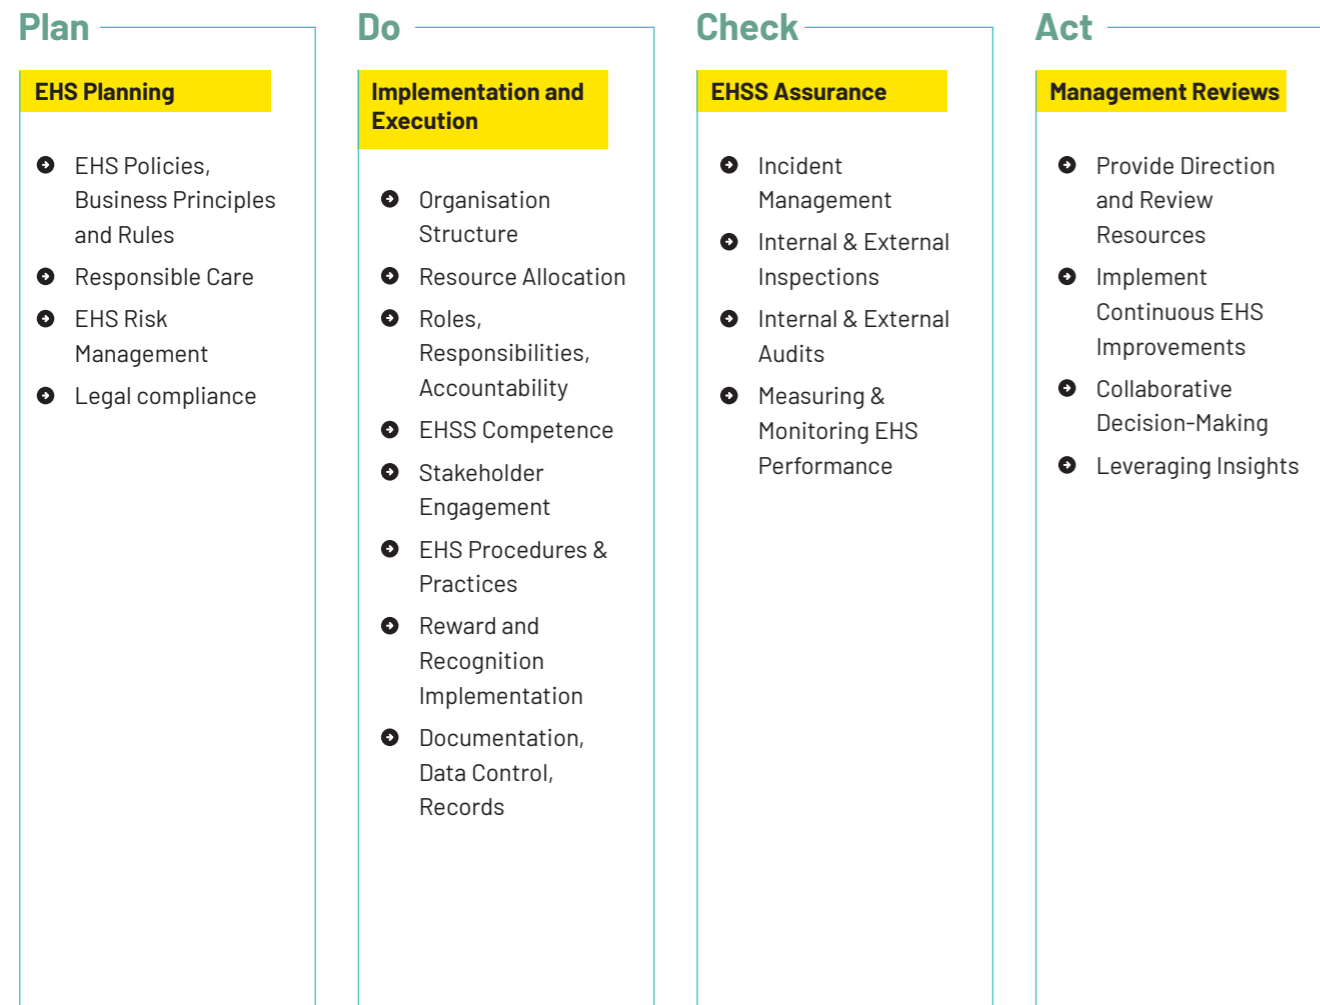 Plan
EHS Planning
EHS Policies,
Business Principles
and Rules
Responsible Care
EHS Risk
Management
Legal compliance
Do
Implementation and
Execution
Organisation
Structure
Resource Allocation
Roles,
Responsibilities,
Accountability
EHSS Competence
Stakeholder
Engagement
EHS Procedures &
Practices
Reward and
Recognition
Implementation
Documentation,
Data Control,
Records
Check
EHSS Assurance
Incident
Management
Internal & External
Inspections
Internal & External
Audits
Measuring &
Monitoring EHS
Performance
Act
Management Reviews
Provide Direction
and Review
Resources
Implement
Continuous EHS
Improvements
Collaborative
Decision-Making
Leveraging Insights